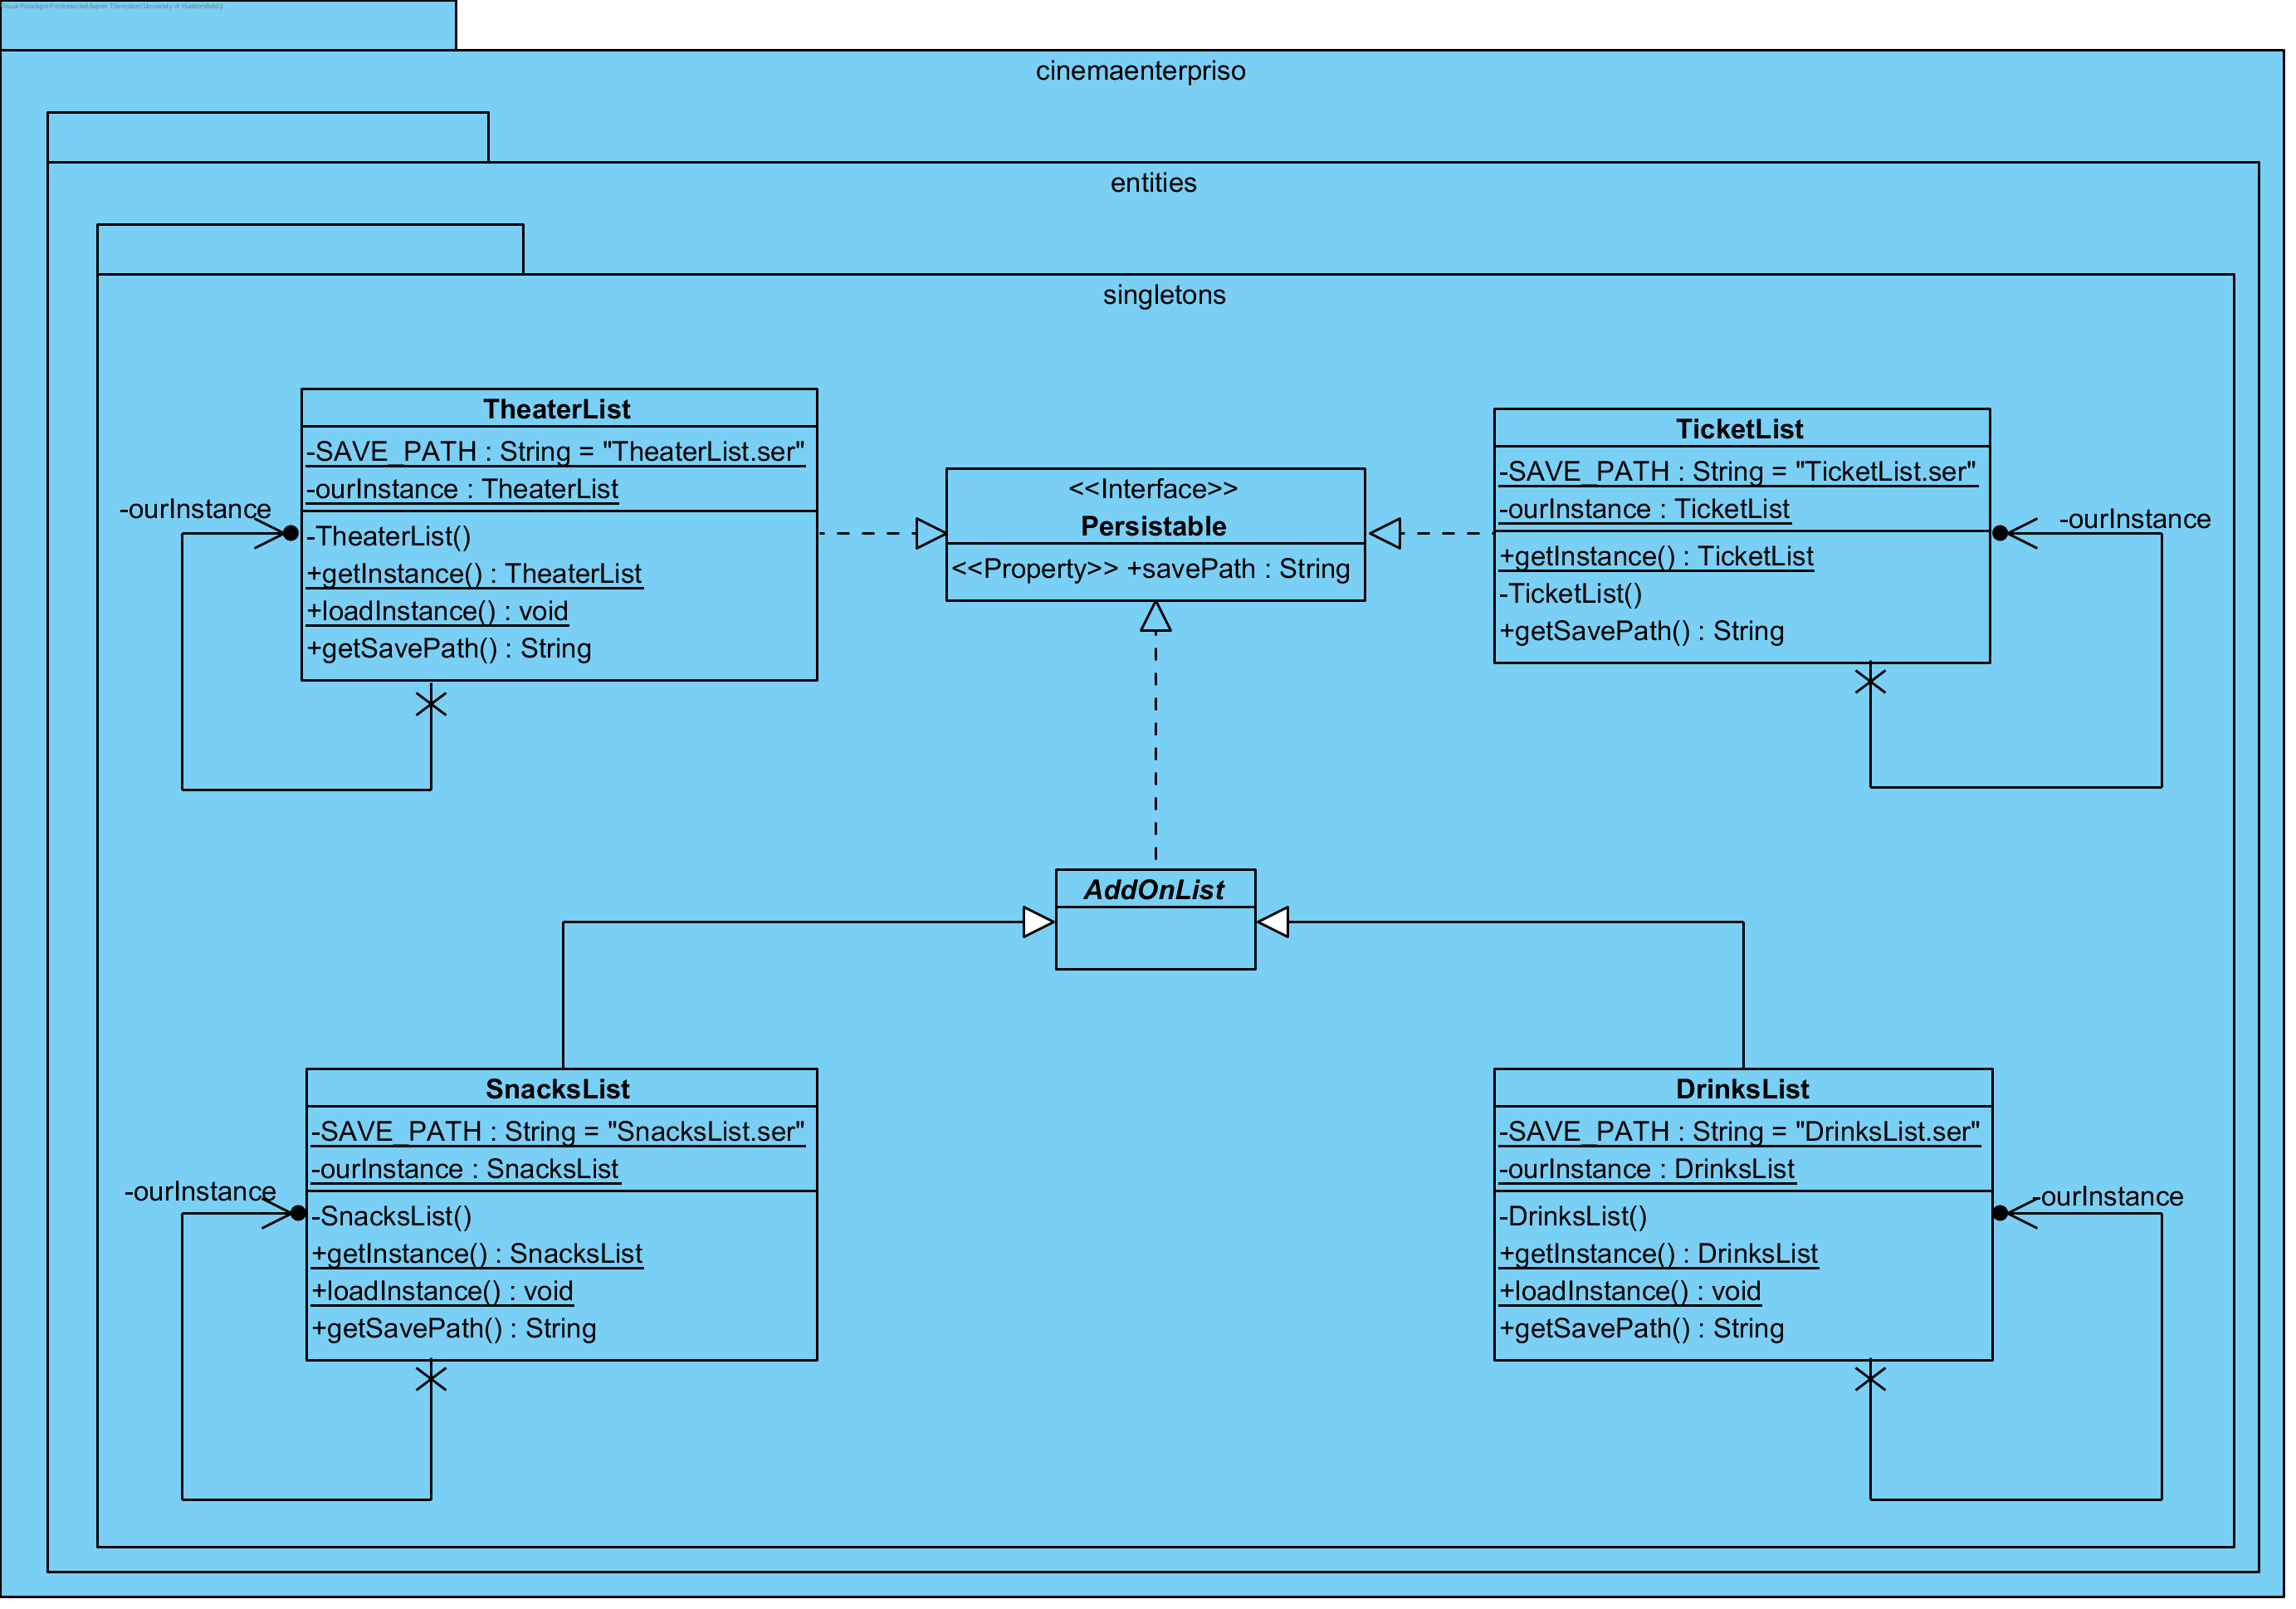 Visual Paradigm Professional(Aspen Thompson(University of Huddersfield))
cinemaenterpriso
entities
singletons
TheaterList
-SAVE_PATH : String = "TheaterList.ser"
-ourInstance : TheaterList
-TheaterList()
+getInstance() : TheaterList
+loadInstance() : void
+getSavePath() : String
-ourInstance
<<Interface>>
Persistable
<<Property>> +savePath : String
TicketList
-SAVE_PATH : String = "TicketList.ser"
-ourInstance : TicketList
+getInstance() : TicketList
-TicketList()
+getSavePath() : String
-ourInstance
AddOnList
SnacksList
-SAVE_PATH : String = "SnacksList.ser"
-ourInstance : SnacksList
-SnacksList()
+getInstance() : SnacksList
+loadInstance() : void
+getSavePath() : String
-ourInstance
DrinksList
-SAVE_PATH : String = "DrinksList.ser"
-ourInstance : DrinksList
-DrinksList()
+getInstance() : DrinksList
+loadInstance() : void
+getSavePath() : String
-ourInstance